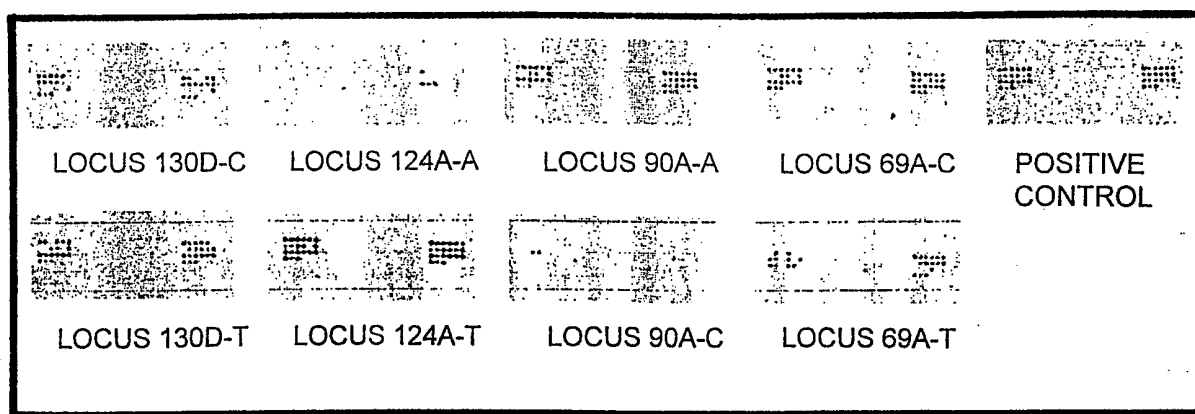 LOCUS 130D-C LOCUS 124A-A LOCUS 90A-A LOCUS 69A-C POSITIVE
CONTROL
LOCUS 130D-T LOCUS 124A-T LOCUS 90A-C LOCUS 69A-T